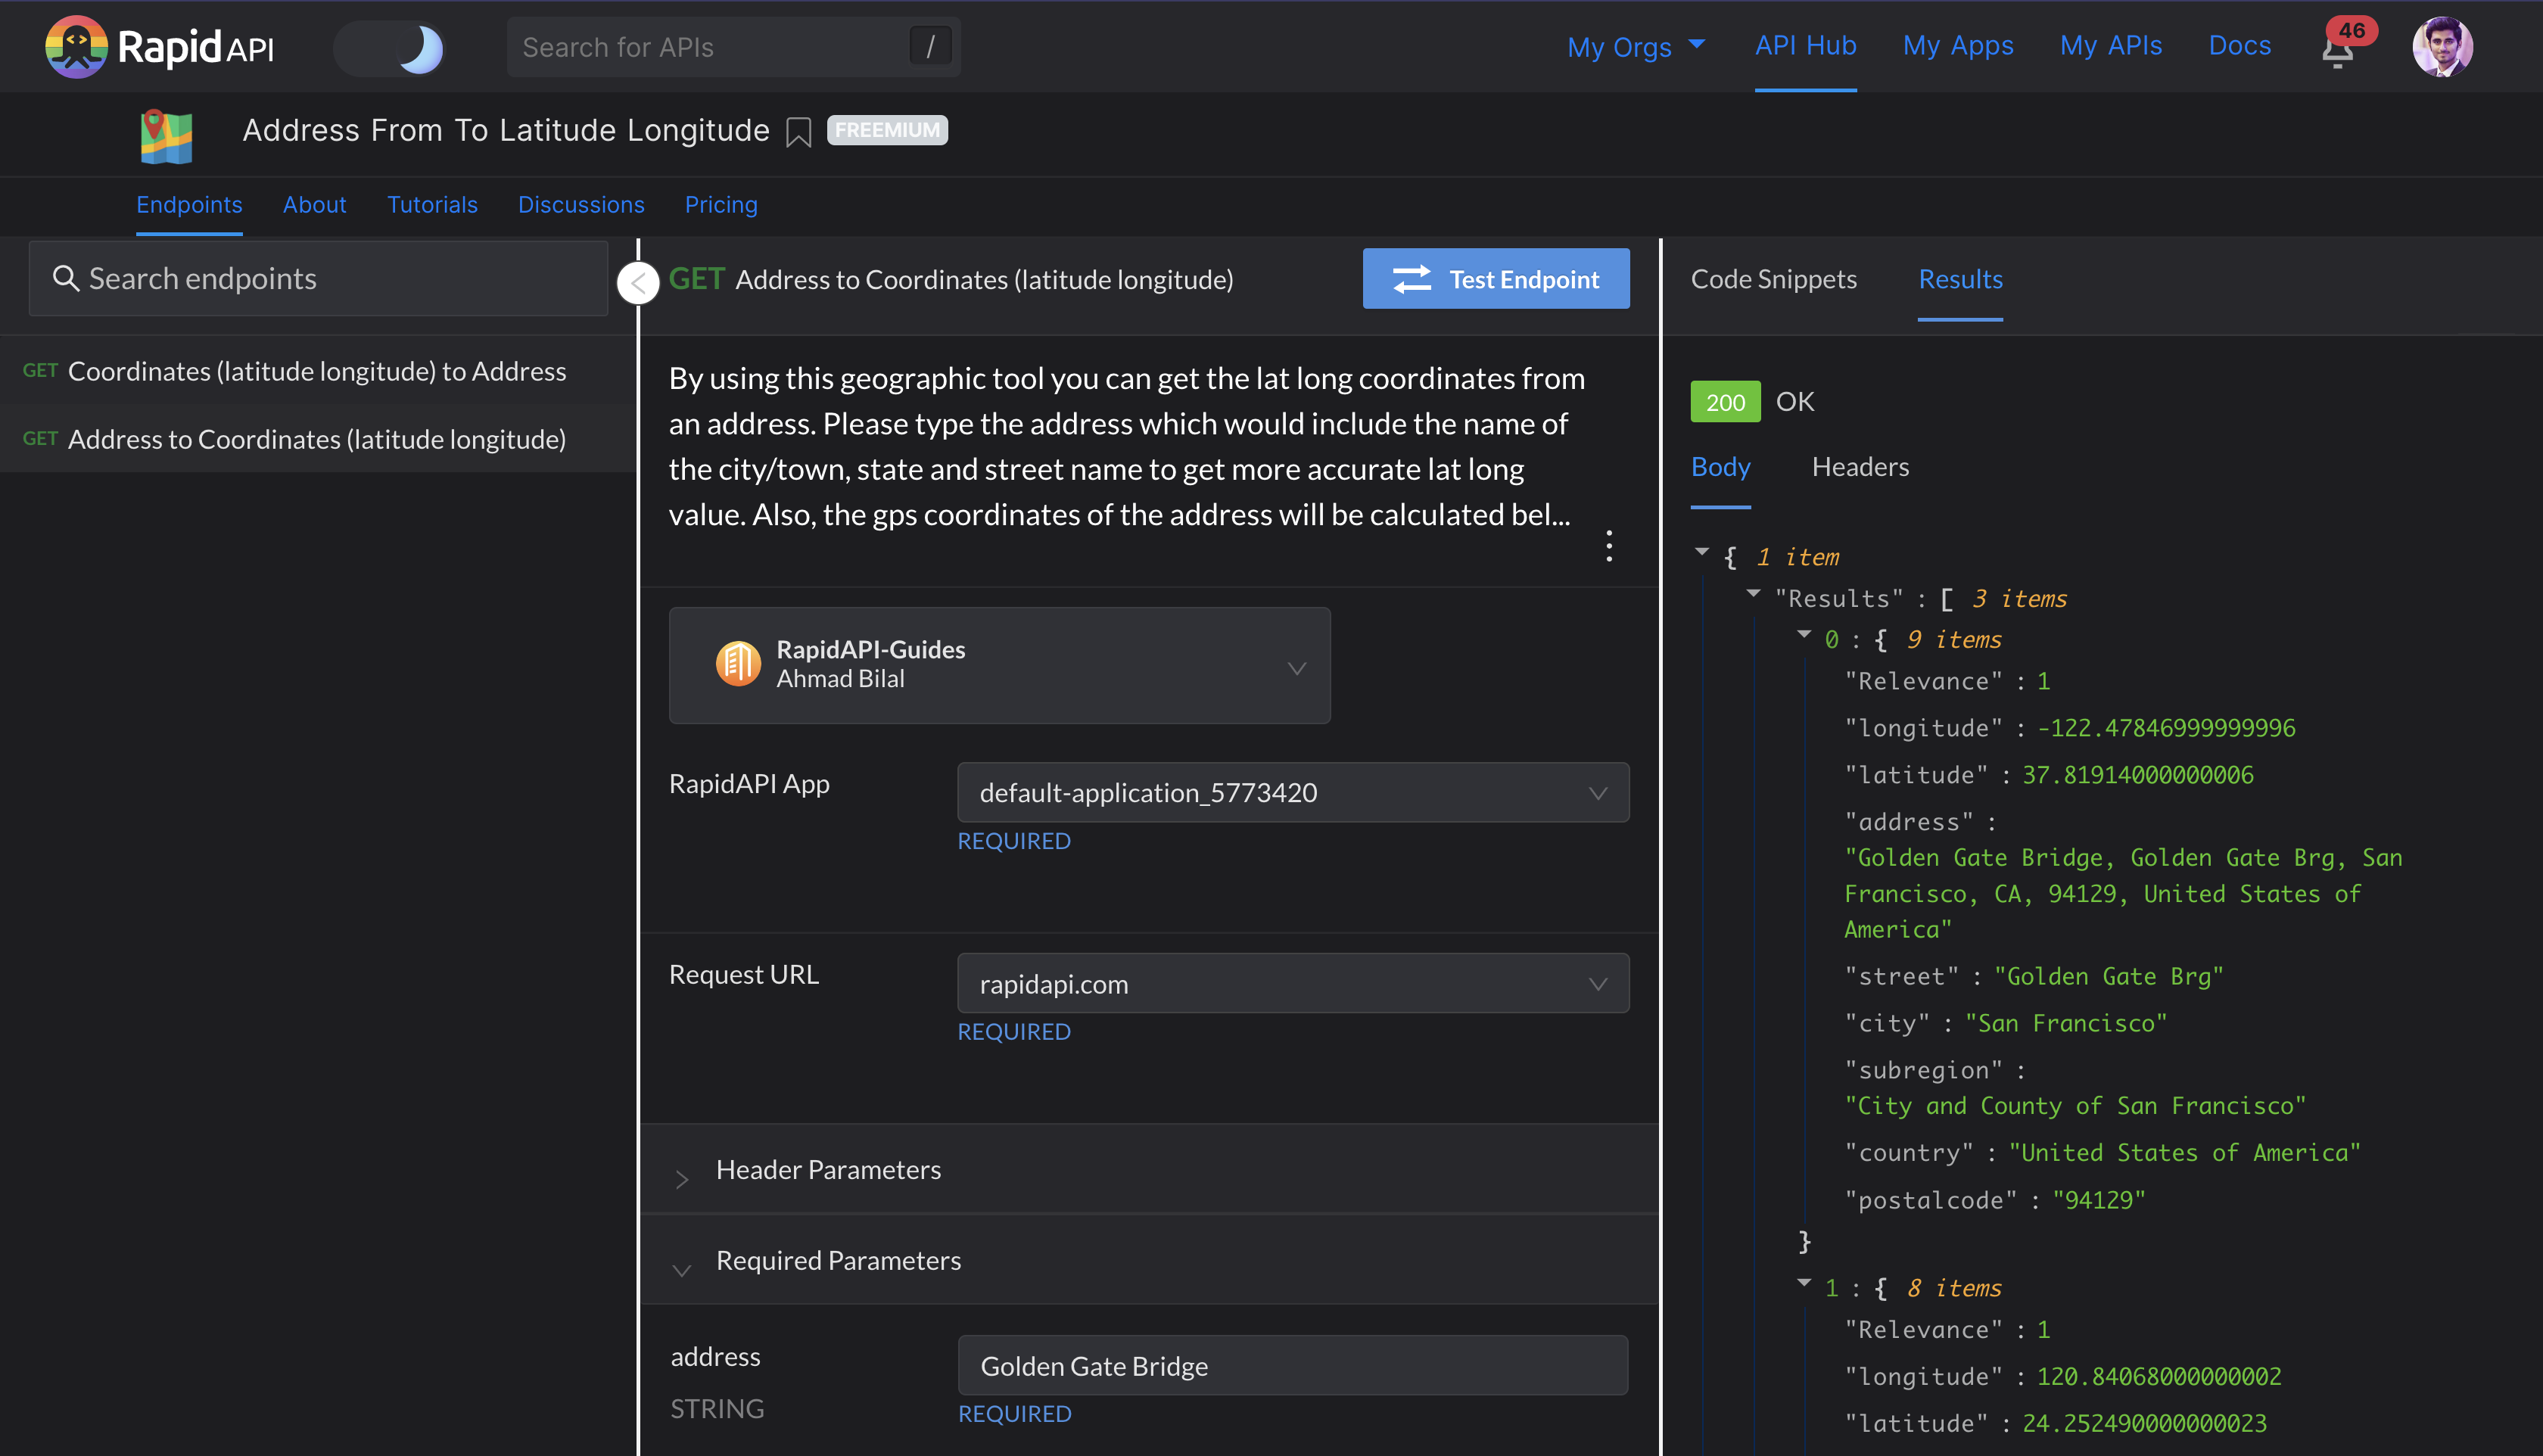 Rapid API
Search for APIs
/
My Orgs
API Hub
My Apps
My APIs
Docs
46
Address From To Latitude Longitude
FREEMIUM
Endpoints
About
Tutorials
Discussions
Pricing
Search endpoints
GET Coordinates (latitude longitude) to Address
GET Address to Coordinates (latitude longitude)
GET Address to Coordinates (latitude longitude)
Test Endpoint
By using this geographic tool you can get the lat long coordinates from
an address. Please type the address which would include the name of
the city/town, state and street name to get more accurate lat long
value. Also, the gps coordinates of the address will be calculated bel...
RapidAPI-Guides
Ahmad Bilal
RapidAPI App
default-application_5773420
REQUIRED
Request URL
rapidapi.com
REQUIRED
Header Parameters
Required Parameters
address
STRING
Golden Gate Bridge
REQUIRED
Code Snippets
Results
200 OK
Body
Headers
{ 1 item
"Results" : [ 3 items
0 : { 9 items
"Relevance" : 1
"longitude" : -122.47846999999996
"latitude" : 37.81914000000006
"address" :
"Golden Gate Bridge, Golden Gate Brg, San
Francisco, CA, 94129, United States of
America"
"street" : "Golden Gate Brg"
"city" : "San Francisco"
"subregion" :
"City and County of San Francisco"
"country" : "United States of America"
"postalcode" : "94129"
}
1 : { 8 items
"Relevance" : 1
"longitude" : 120.84068000000002
"latitude" : 24.252490000000023